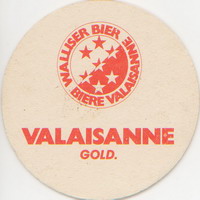 WALLISER BIER
BIERE VALAISANNE
VALAISANNE
GOLD.